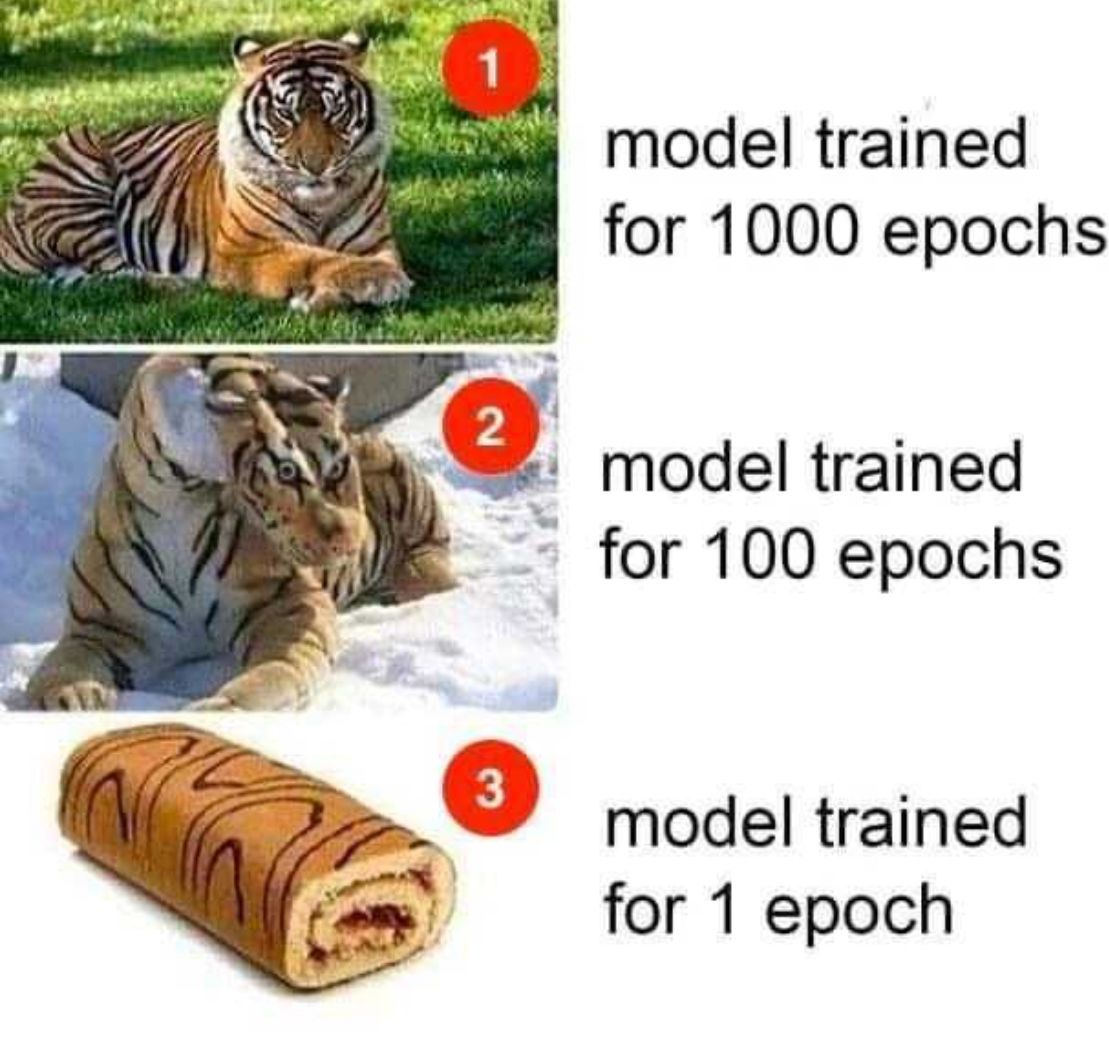 1
model trained
for 1000 epochs
2
model trained
for 100 epochs
3
model trained
for 1 epoch